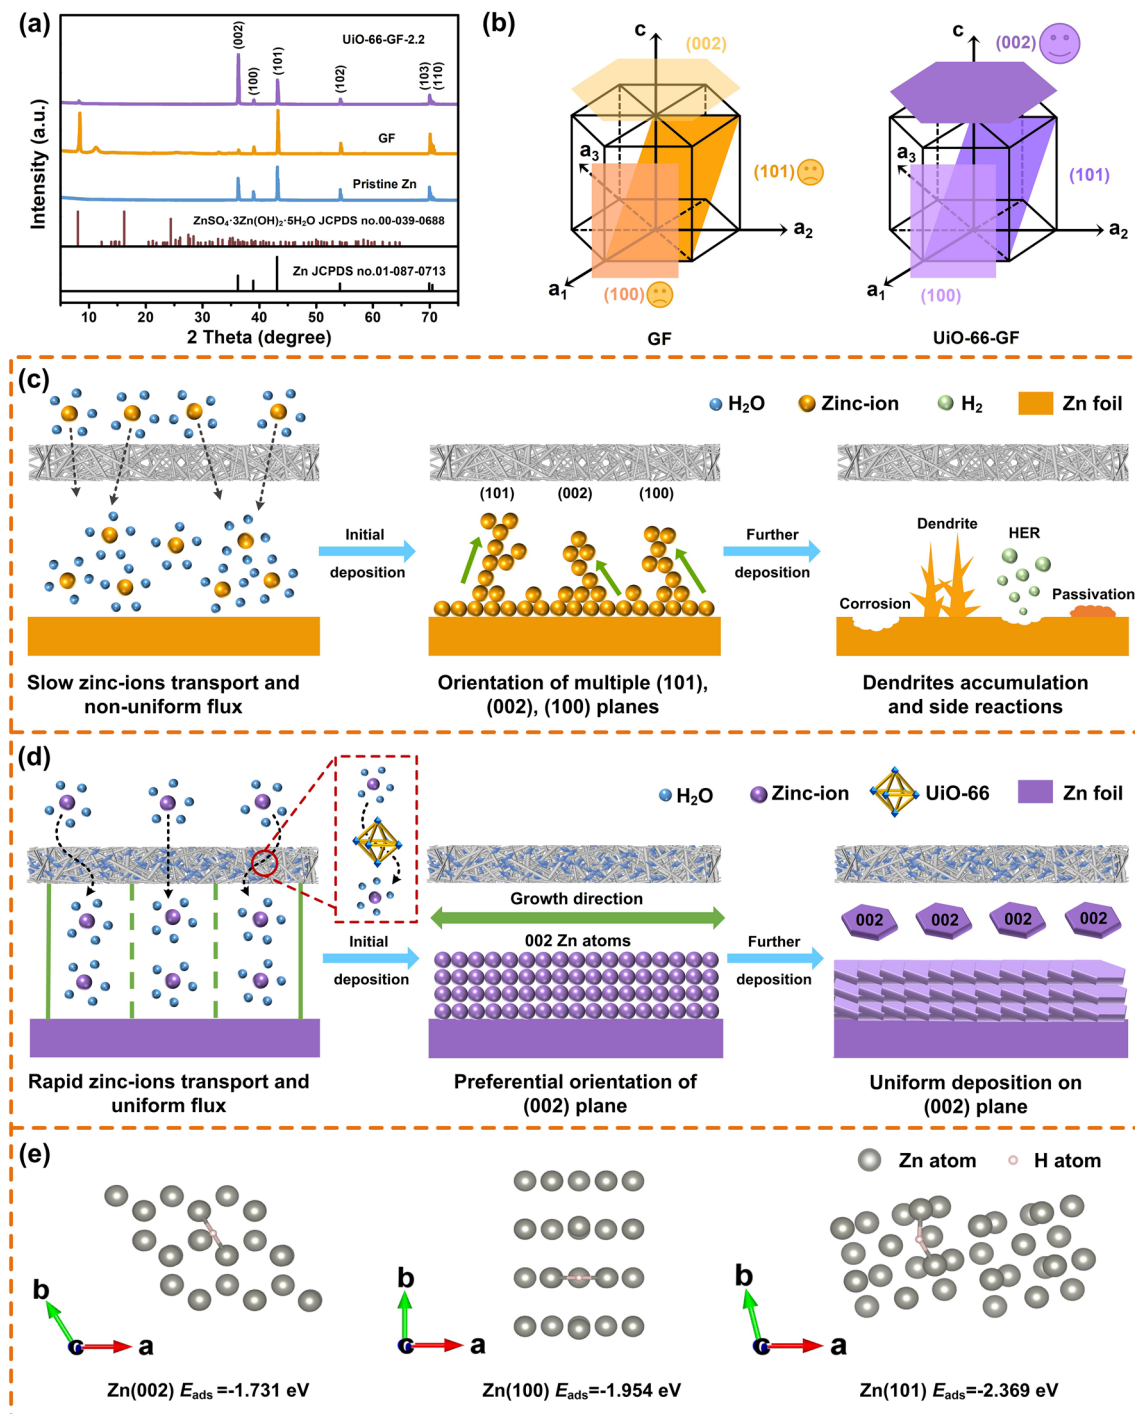 (a)
UiO-66-GF-2.2
(002)
(100)
(101)
(102)
(103)
(110)
GF
Pristine Zn
ZnSO₄·3Zn(OH)₂·5H₂O JCPDS no.00-039-0688
Zn JCPDS no.01-087-0713
Intensity (a.u.)
10 20 30 40 50 60 70
2 Theta (degree)
(b)
c
(002)
a₃
(101)
a₂
a₁
(100)
GF
c
(002)
a₃
(101)
a₂
a₁
(100)
UiO-66-GF
(c)
H₂O
Zinc-ion
H₂
Zn foil
Initial
deposition
(101)
(002)
(100)
Further
deposition
Dendrite
HER
Corrosion
Passivation
Slow zinc-ions transport and
non-uniform flux
Orientation of multiple (101),
(002), (100) planes
Dendrites accumulation
and side reactions
(d)
H₂O
Zinc-ion
UiO-66
Zn foil
Initial
deposition
Growth direction
002 Zn atoms
Further
deposition
002 002 002 002
Rapid zinc-ions transport and
uniform flux
Preferential orientation of
(002) plane
Uniform deposition on
(002) plane
(e)
Zn atom
H atom
b
c
a
b
c
a
b
c
a
Zn(002) Eads=-1.731 eV
Zn(100) Eads=-1.954 eV
Zn(101) Eads=-2.369 eV